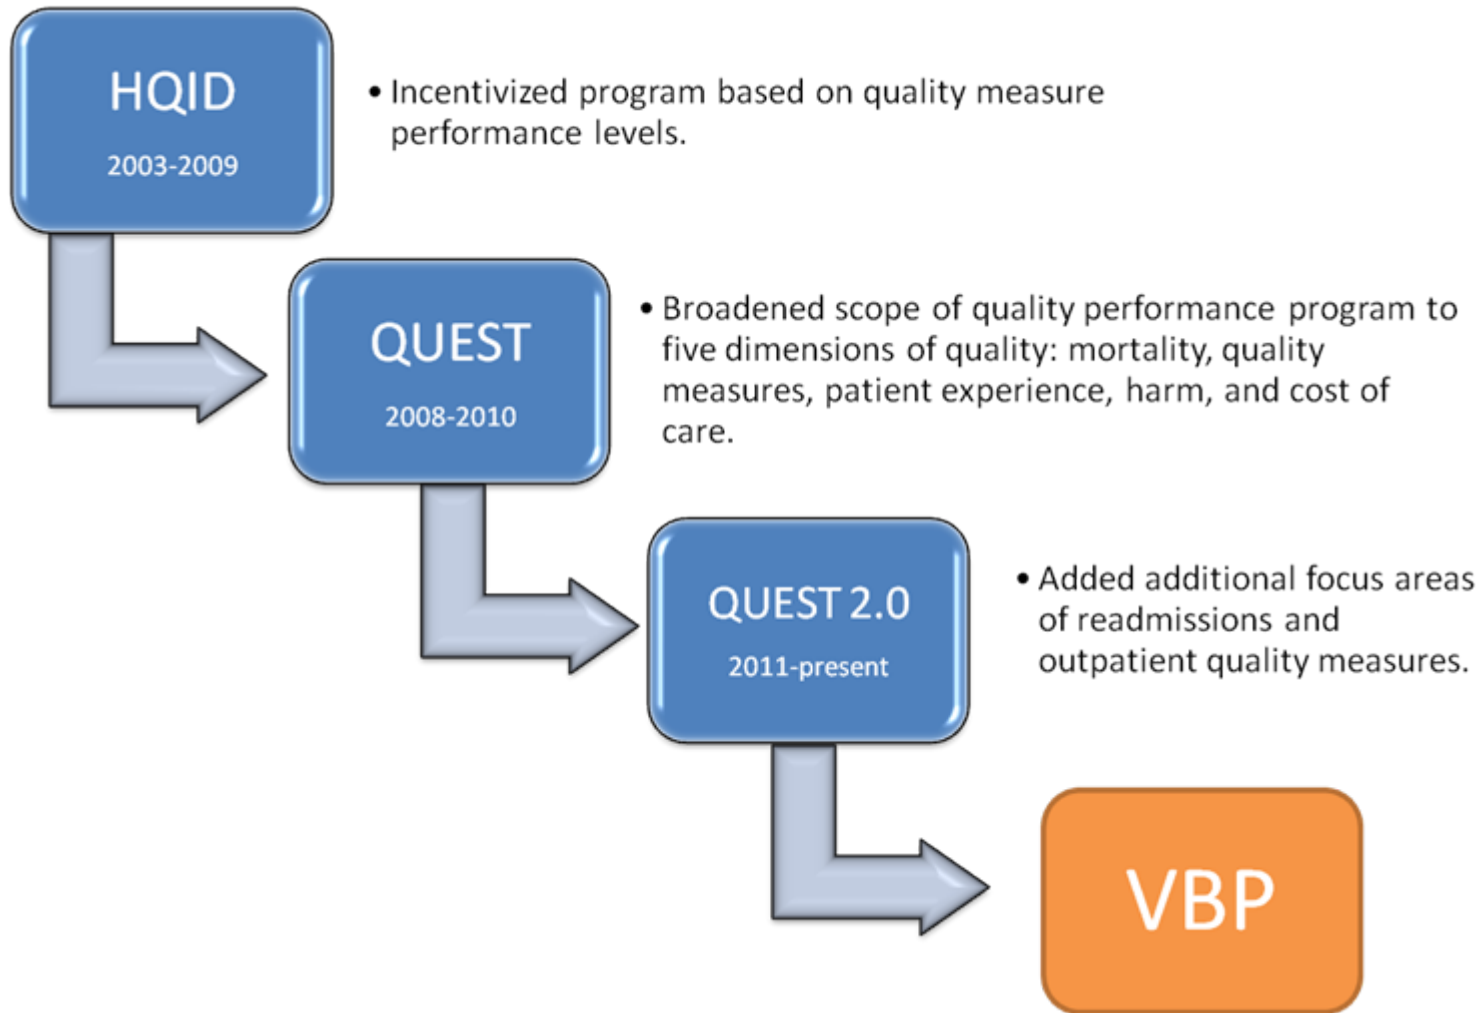 HQID
2003-2009
• Incentivized program based on quality measure
performance levels.
QUEST
2008-2010
• Broadened scope of quality performance program to
five dimensions of quality: mortality, quality
measures, patient experience, harm, and cost of
care.
QUEST 2.0
2011-present
• Added additional focus areas
of readmissions and
outpatient quality measures.
VBP